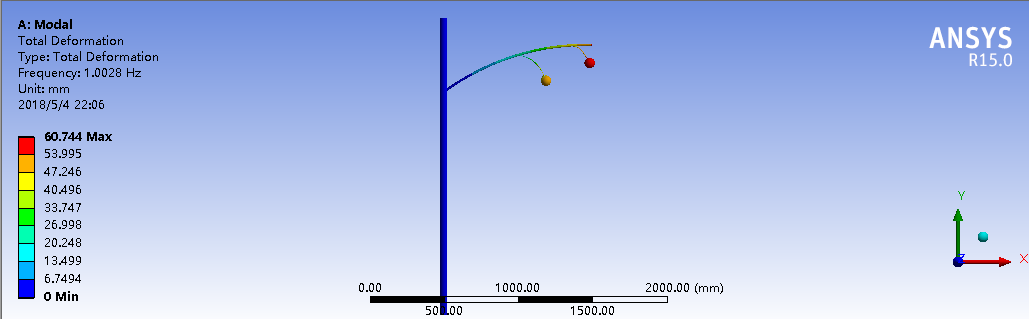 A: Modal
Total Deformation
Type: Total Deformation
Frequency: 1.0028 Hz
Unit: mm
2018/5/4 22:06
60.744 Max
53.995
47.246
40.496
33.747
26.998
20.248
13.499
6.7494
0 Min
ANSYS
R15.0
Y
X
0.00 1000.00 2000.00 (mm)
500.00 1500.00